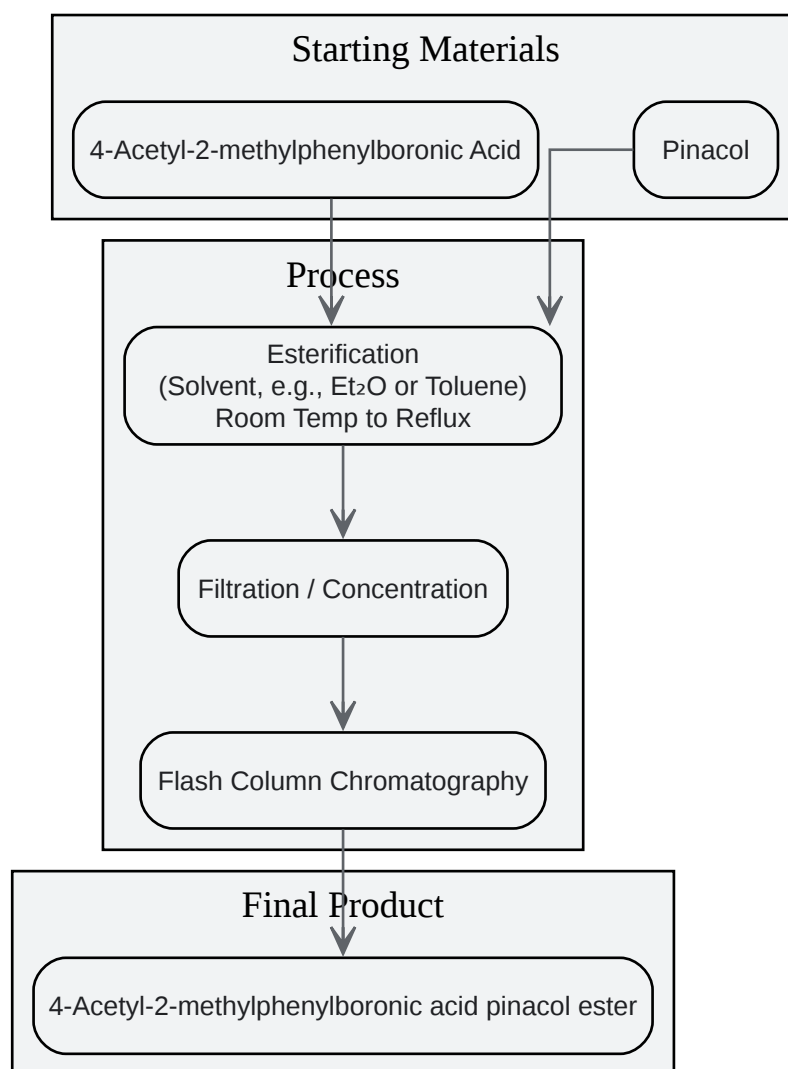 Starting Materials
4-Acetyl-2-methylphenylboronic Acid
Pinacol
Process
Esterification
(Solvent, e.g., Et₂O or Toluene)
Room Temp to Reflux
Filtration / Concentration
Flash Column Chromatography
Final Product
4-Acetyl-2-methylphenylboronic acid pinacol ester